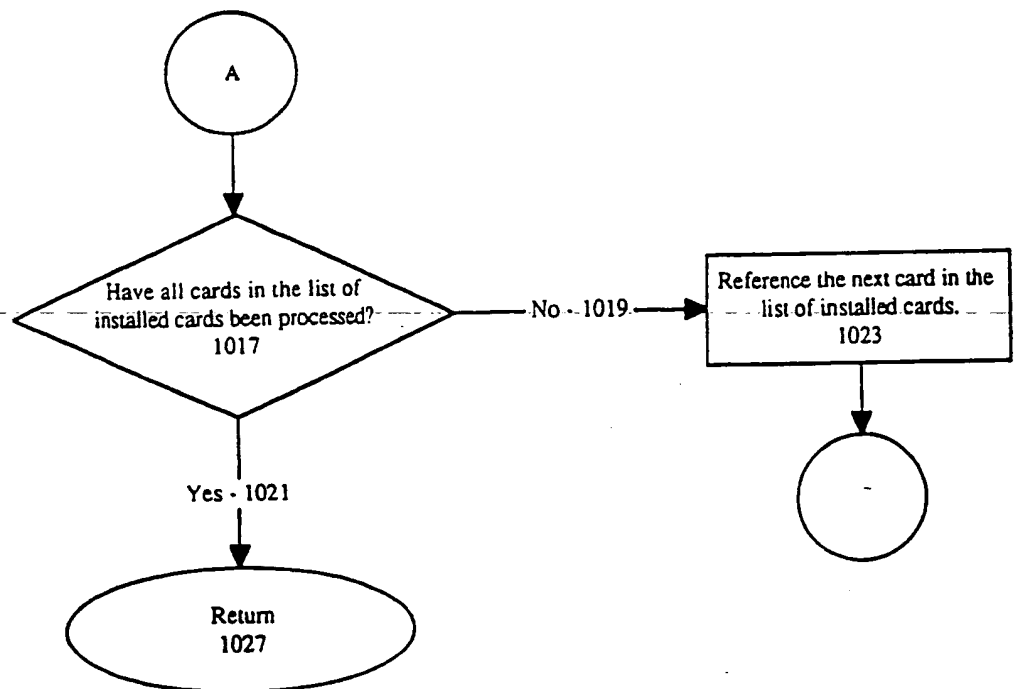 A
Have all cards in the list of
installed cards been processed?
1017
No - 1019
Reference the next card in the
list of installed cards.
1023
Yes - 1021
Return
1027